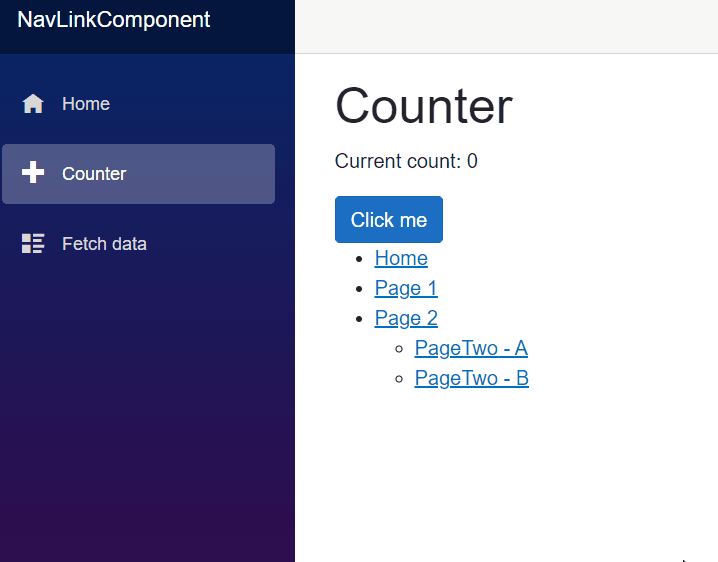 NavLinkComponent
Home
Counter
Fetch data
Counter
Current count: 0
Click me
Home
Page 1
Page 2
PageTwo - A
PageTwo - B